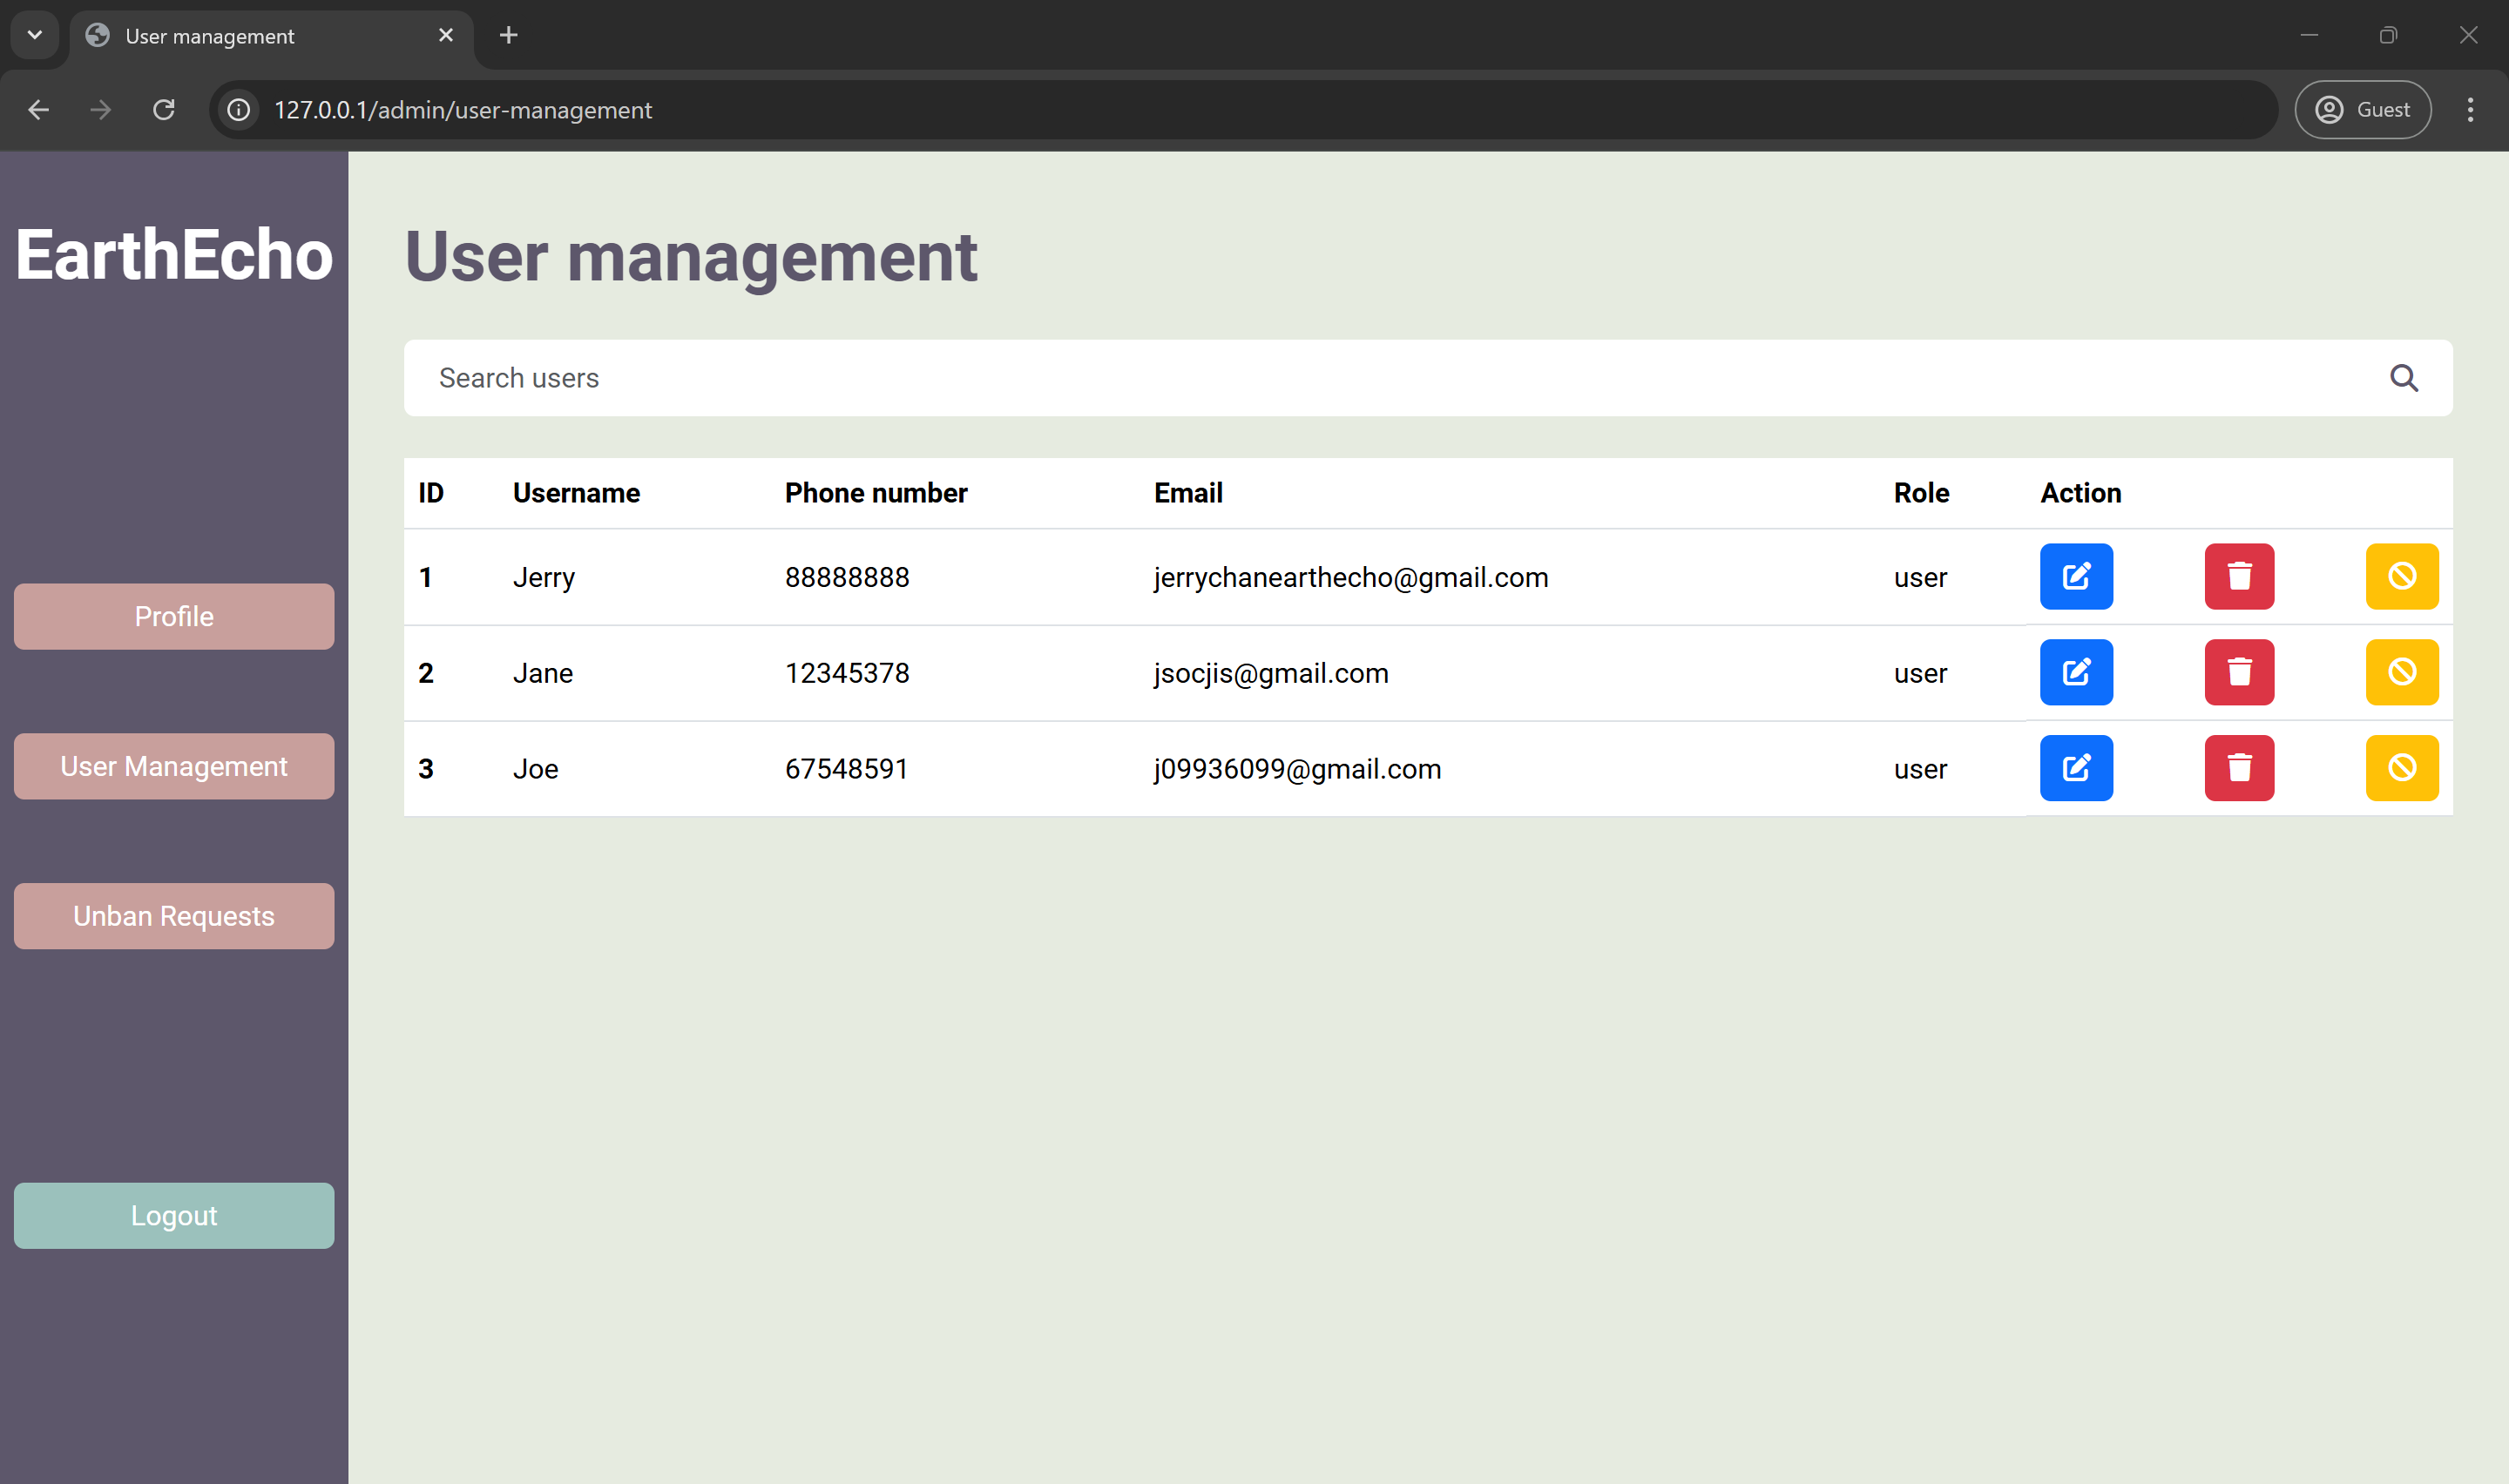 User management
127.0.0.1/admin/user-management
Guest
EarthEcho
Profile
User Management
Unban Requests
Logout
User management
Search users
ID Username Phone number Email Role Action
1 Jerry 88888888 jerrychanearthecho@gmail.com user
2 Jane 12345378 jsocjis@gmail.com user
3 Joe 67548591 j09936099@gmail.com user